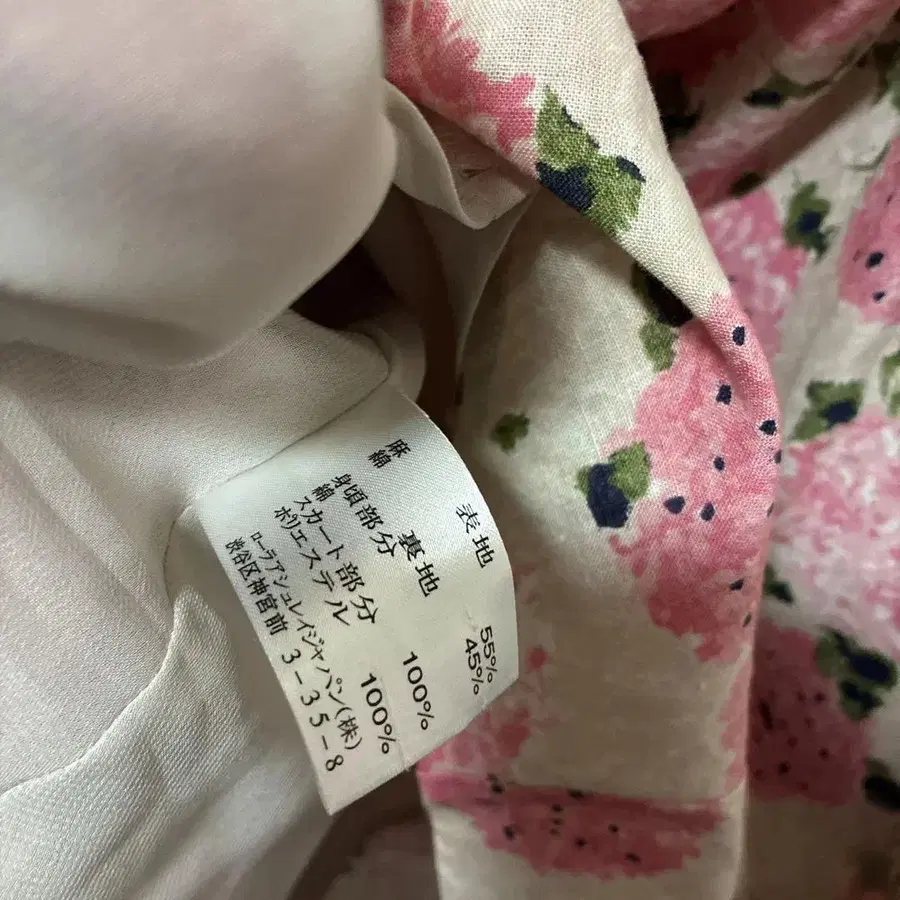 表地
麻 55%
綿 45%
裏地
身頃部分
綿 100%
スカート部分
ポリエステル 100%
ローラアシュレイジャパン(株)
渋谷区神宮前 3-35-8